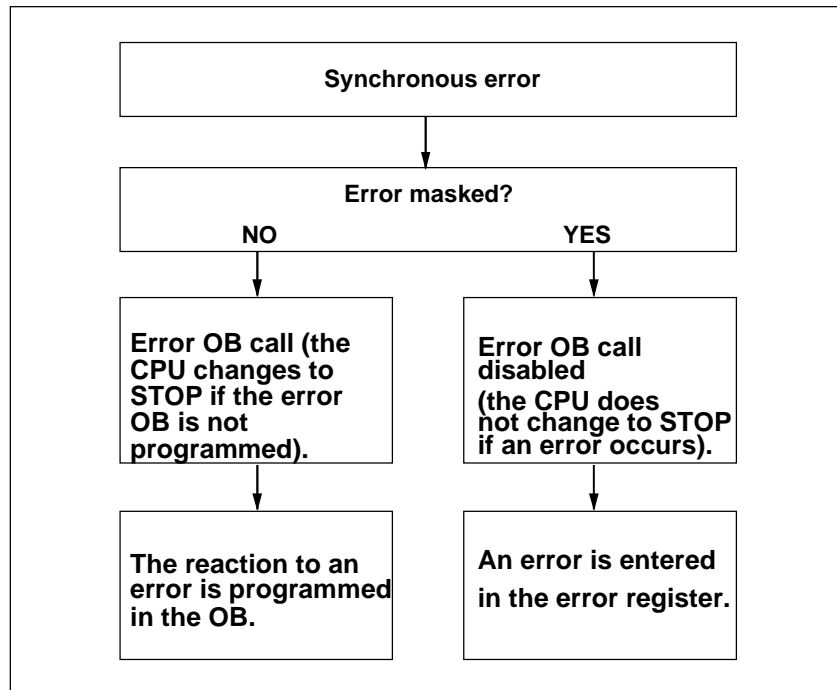 Synchronous error
Error masked?
NO
YES
Error OB call (the
CPU changes to
STOP if the error
OB is not
programmed).
Error OB call
disabled
(the CPU does
not change to STOP
if an error occurs).
The reaction to an
error is programmed
in the OB.
An error is entered
in the error register.